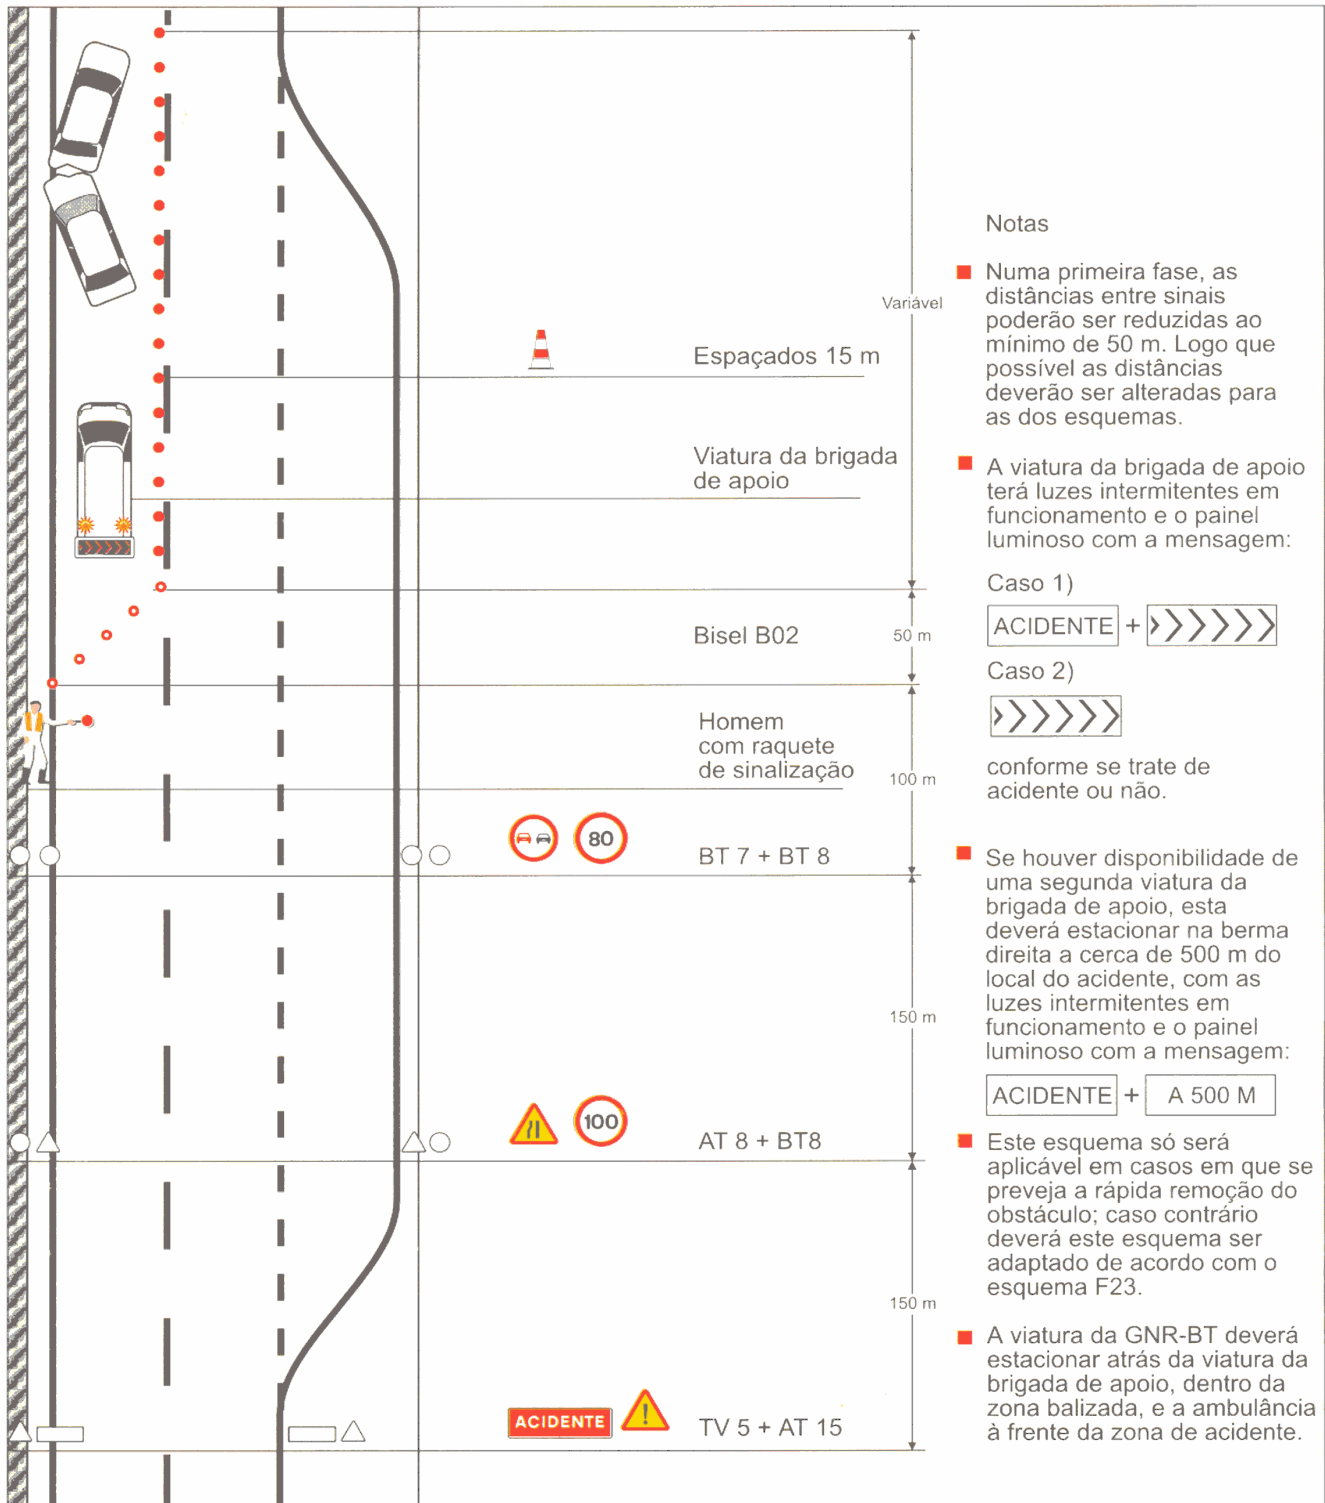 Variável
Espaçados 15 m
Viatura da brigada
de apoio
Bisel B02
50 m
Homem
com raquete
de sinalização
100 m
80
BT 7 + BT 8
150 m
100
AT 8 + BT8
150 m
ACIDENTE
TV 5 + AT 15
Notas
Numa primeira fase, as
distâncias entre sinais
poderão ser reduzidas ao
mínimo de 50 m. Logo que
possível as distâncias
deverão ser alteradas para
as dos esquemas.
A viatura da brigada de apoio
terá luzes intermitentes em
funcionamento e o painel
luminoso com a mensagem:
Caso 1)
ACIDENTE +
Caso 2)
conforme se trate de
acidente ou não.
Se houver disponibilidade de
uma segunda viatura da
brigada de apoio, esta
deverá estacionar na berma
direita a cerca de 500 m do
local do acidente, com as
luzes intermitentes em
funcionamento e o painel
luminoso com a mensagem:
ACIDENTE + A 500 M
Este esquema só será
aplicável em casos em que se
preveja a rápida remoção do
obstáculo; caso contrário
deverá este esquema ser
adaptado de acordo com o
esquema F23.
A viatura da GNR-BT deverá
estacionar atrás da viatura da
brigada de apoio, dentro da
zona balizada, e a ambulância
à frente da zona de acidente.